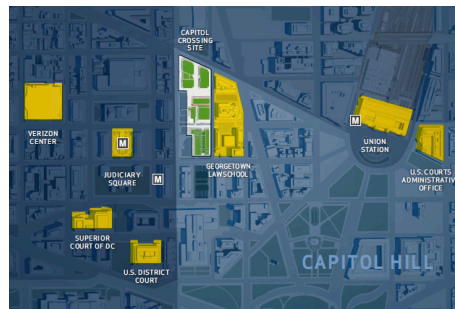 CAPITOL
CROSSING
SITE
VERIZON
CENTER
M
JUDICIARY
SQUARE
M
GEORGETOWN
LAWSCHOOL
M
UNION
STATION
U.S. COURTS
ADMINISTRATIVE
OFFICE
SUPERIOR
COURT OF DC
U.S. DISTRICT
COURT
CAPITOL HILL